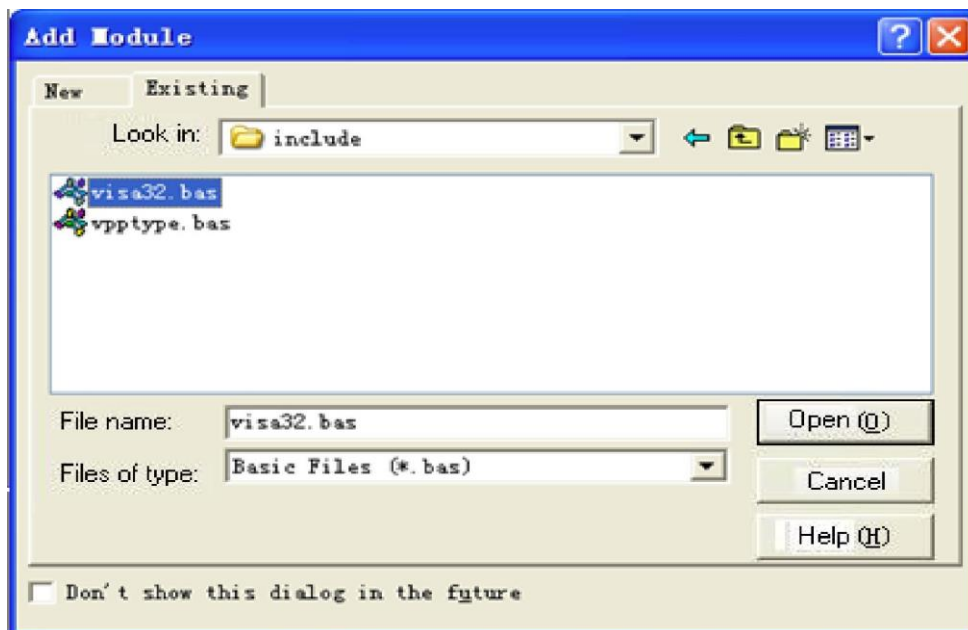 Add Module
New Existing
Look in: include
visa32.bas
vpptype.bas
File name: visa32.bas Open (O)
Files of type: Basic Files (*.bas)
Cancel
Help (H)
Don't show this dialog in the future